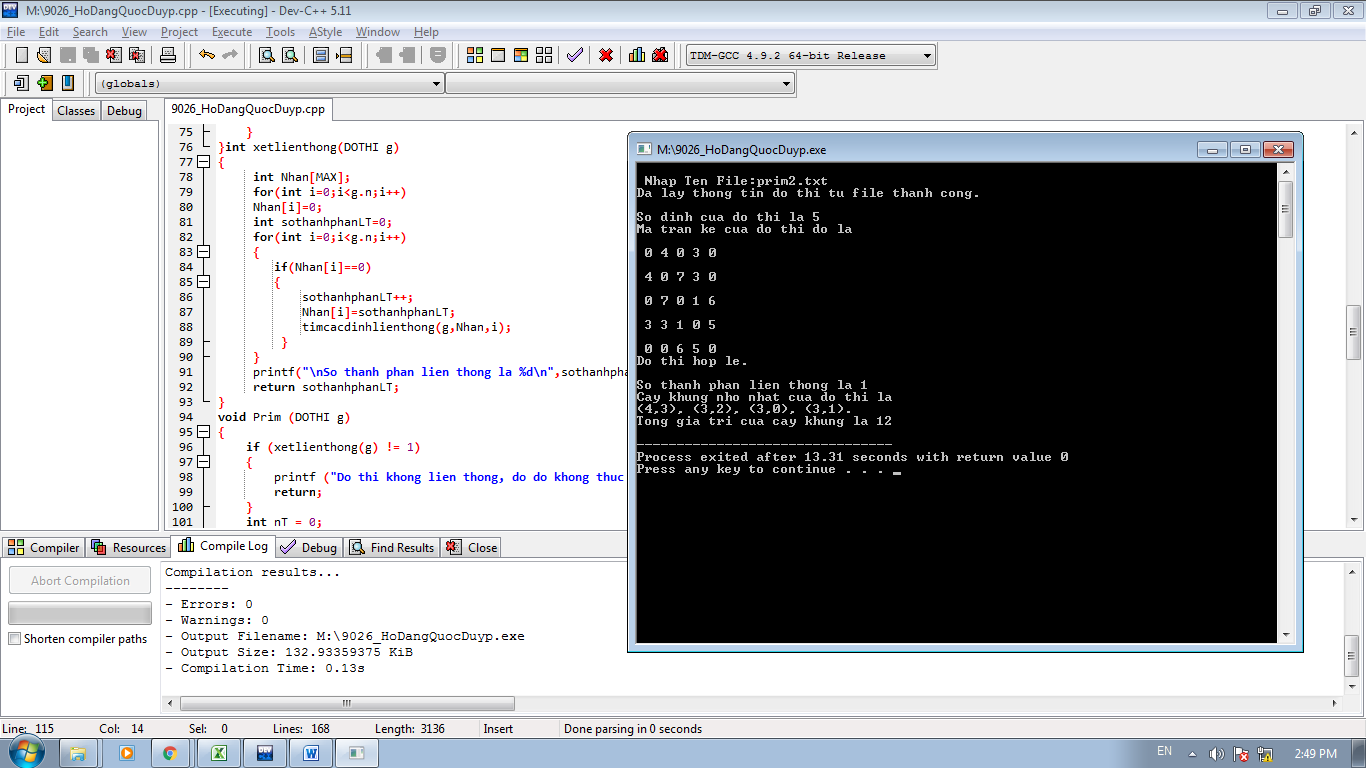 M:\9026_HoDangQuocDuyp.cpp - [Executing] - Dev-C++ 5.11
File Edit Search View Project Execute Tools AStyle Window Help
TDM-GCC 4.9.2 64-bit Release
(globals)
Project Classes Debug
9026_HoDangQuocDuyp.cpp
75 }
76 }int xetlienthong(DOTHI g)
77 {
78 int Nhan[MAX];
79 for(int i=0;i<g.n;i++)
80 Nhan[i]=0;
81 int sothanhphanLT=0;
82 for(int i=0;i<g.n;i++)
83 {
84 if(Nhan[i]==0)
85 {
86 sothanhphanLT++;
87 Nhan[i]=sothanhphanLT;
88 timcacdinhlienthong(g,Nhan,i);
89 }
90 }
91 printf("\nSo thanh phan lien thong la %d\n",sothanhpha
92 return sothanhphanLT;
93 }
94 void Prim (DOTHI g)
95 {
96 if (xetlienthong(g) != 1)
97 {
98 printf ("Do thi khong lien thong, do do khong thuc
99 return;
100 }
101 int nT = 0;
M:\9026_HoDangQuocDuyp.exe
Nhap Ten File:prim2.txt
Da lay thong tin do thi tu file thanh cong.
So dinh cua do thi la 5
Ma tran ke cua do thi do la
0 4 0 3 0
4 0 7 3 0
0 7 0 1 6
3 3 1 0 5
0 0 6 5 0
Do thi hop le.
So thanh phan lien thong la 1
Cay khung nho nhat cua do thi la
(4,3), (3,2), (3,0), (3,1).
Tong gia tri cua cay khung la 12
--------------------------------
Process exited after 13.31 seconds with return value 0
Press any key to continue . . . _
Compiler Resources Compile Log Debug Find Results Close
Abort Compilation
Shorten compiler paths
Compilation results...
--------
- Errors: 0
- Warnings: 0
- Output Filename: M:\9026_HoDangQuocDuyp.exe
- Output Size: 132.93359375 KiB
- Compilation Time: 0.13s
Line: 115 Col: 14 Sel: 0 Lines: 168 Length: 3136 Insert Done parsing in 0 seconds
EN 2:49 PM